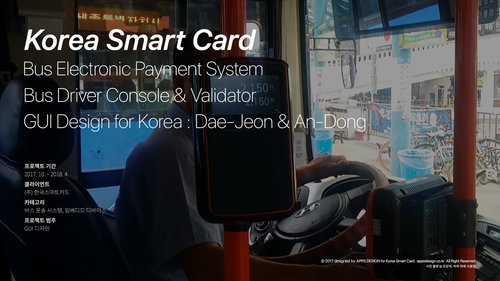 Korea Smart Card
Bus Electronic Payment System
Bus Driver Console & Validator
GUI Design for Korea : Dae-Jeon & An-Dong
프로젝트 기간
2017. 10. ~ 2018. 4.
클라이언트
(주) 한국스마트카드
카테고리
버스 운송 시스템, 임베디드 디바이스
프로젝트 범주
GUI 디자인
© 2017 designed by APPS DESIGN for Korea Smart Card. appsdesign.co.kr All Right Reserved.